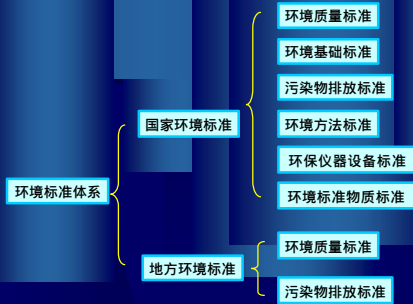 环境质量标准
环境基础标准
污染物排放标准
国家环境标准
环境方法标准
环保仪器设备标准
环境标准体系
环境标准物质标准
环境质量标准
地方环境标准
污染物排放标准